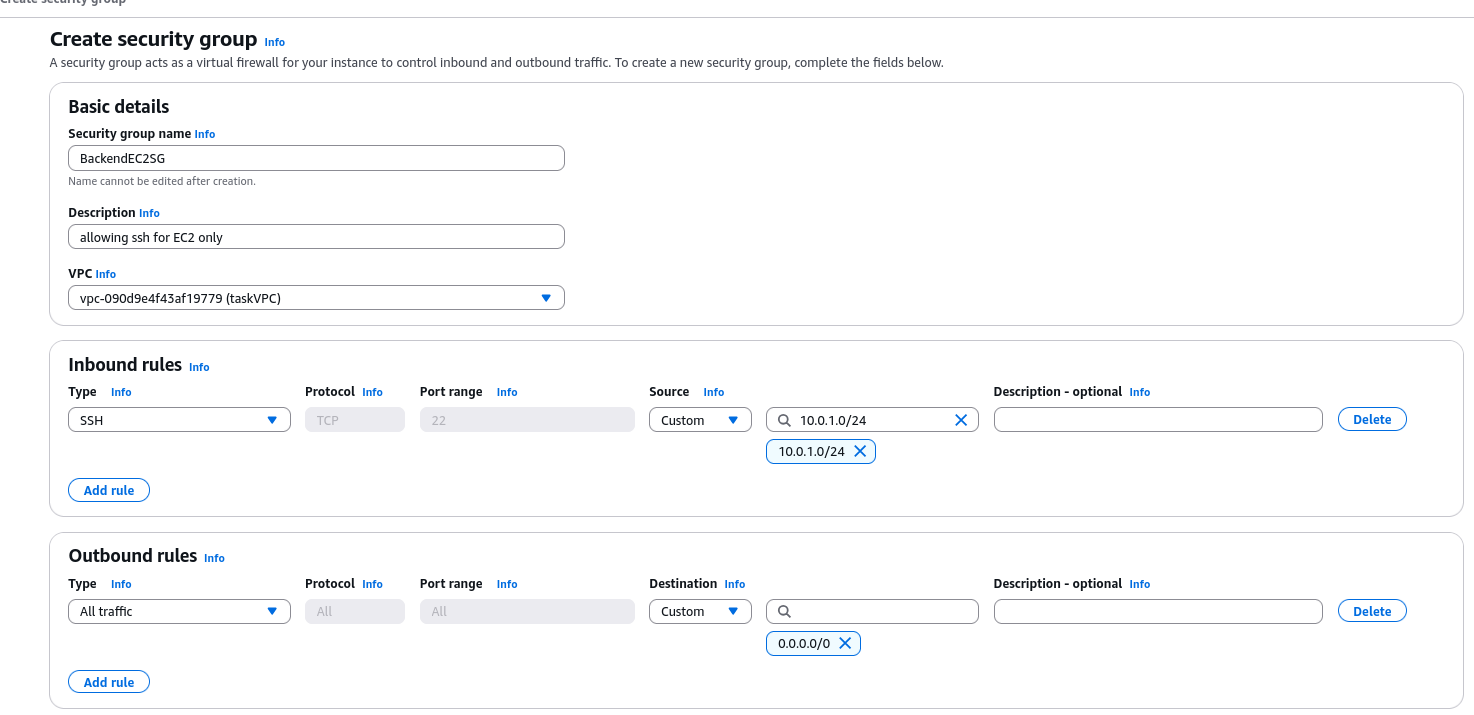 Create security group
Create security group Info
A security group acts as a virtual firewall for your instance to control inbound and outbound traffic. To create a new security group, complete the fields below.
Basic details
Security group name Info
BackendEC2SG
Name cannot be edited after creation.
Description Info
allowing ssh for EC2 only
VPC Info
vpc-090d9e4f43af19779 (taskVPC)
Inbound rules Info
Type Info Protocol Info Port range Info Source Info Description - optional Info
SSH TCP 22 Custom 10.0.1.0/24 Delete
10.0.1.0/24
Add rule
Outbound rules Info
Type Info Protocol Info Port range Info Destination Info Description - optional Info
All traffic All All Custom Delete
0.0.0.0/0
Add rule